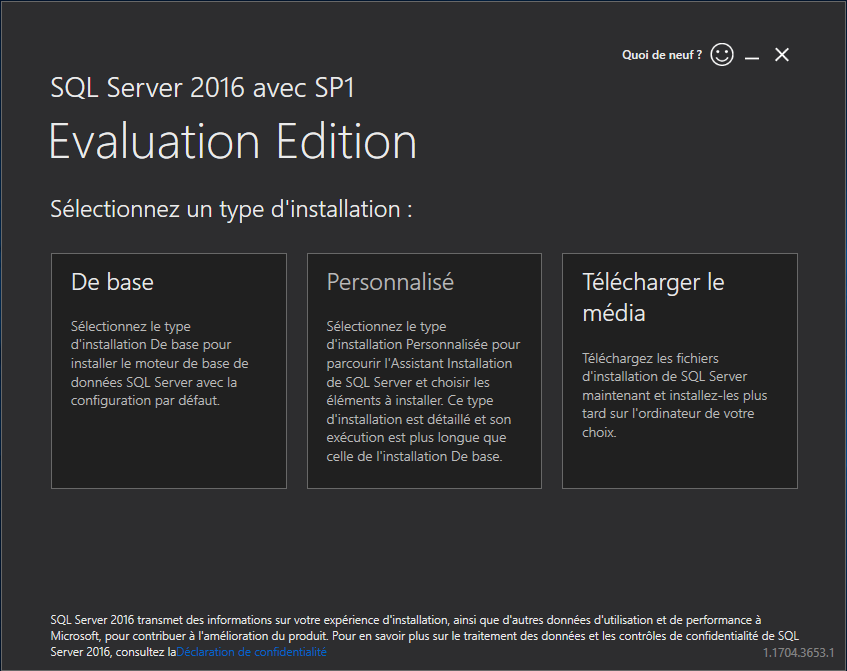 Quoi de neuf ?
SQL Server 2016 avec SP1
Evaluation Edition
Sélectionnez un type d'installation :
De base
Sélectionnez le type
d'installation De base pour
installer le moteur de base de
données SQL Server avec la
configuration par défaut.
Personnalisé
Sélectionnez le type
d'installation Personnalisée pour
parcourir l'Assistant Installation
de SQL Server et choisir les
éléments à installer. Ce type
d'installation est détaillé et son
exécution est plus longue que
celle de l'installation De base.
Télécharger le
média
Téléchargez les fichiers
d'installation de SQL Server
maintenant et installez-les plus
tard sur l'ordinateur de votre
choix.
SQL Server 2016 transmet des informations sur votre expérience d'installation, ainsi que d'autres données d'utilisation et de performance à
Microsoft, pour contribuer à l'amélioration du produit. Pour en savoir plus sur le traitement des données et les contrôles de confidentialité de SQL
Server 2016, consultez laDéclaration de confidentialité
1.1704.3653.1